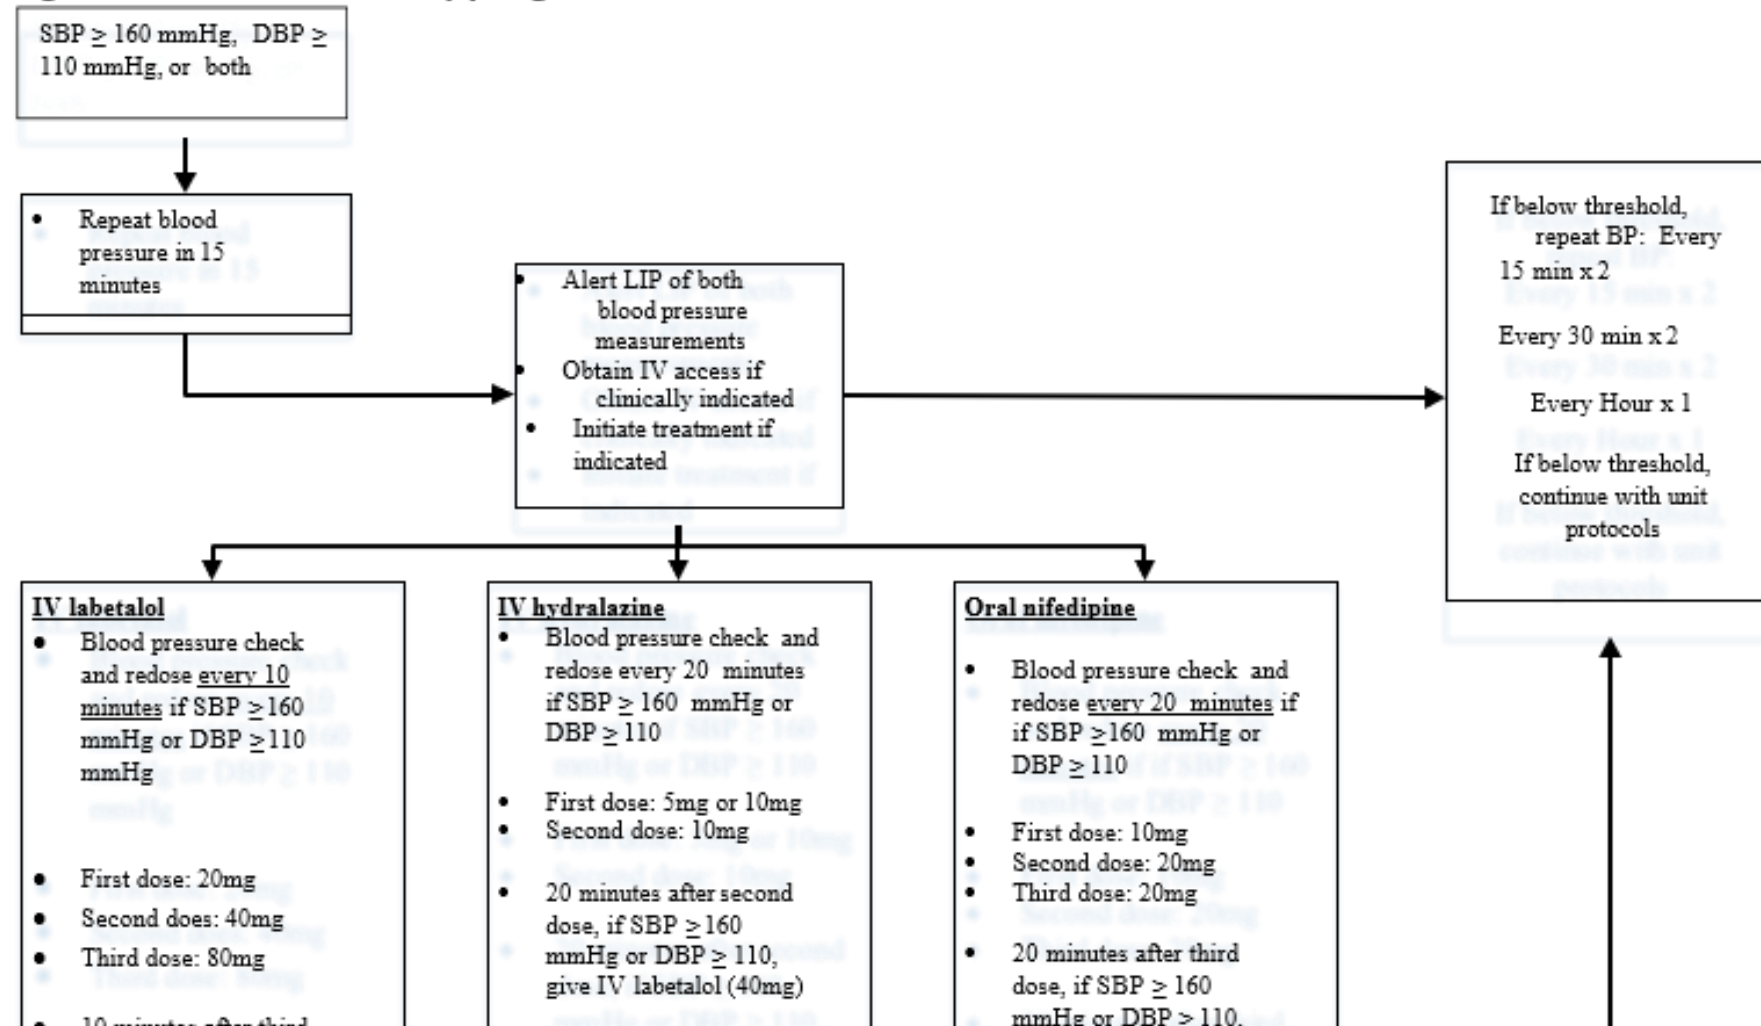 SBP ≥ 160 mmHg, DBP ≥
110 mmHg, or both
• Repeat blood
pressure in 15
minutes
• Alert LIP of both
blood pressure
measurements
• Obtain IV access if
clinically indicated
• Initiate treatment if
indicated
If below threshold,
repeat BP: Every
15 min x 2
Every 30 min x 2
Every Hour x 1
If below threshold,
continue with unit
protocols
IV labetalol
• Blood pressure check
and redose every 10
minutes if SBP ≥160
mmHg or DBP ≥110
mmHg
• First dose: 20mg
• Second does: 40mg
• Third dose: 80mg
• 10 minutes after third
IV hydralazine
• Blood pressure check and
redose every 20 minutes
if SBP ≥ 160 mmHg or
DBP ≥110
• First dose: 5mg or 10mg
• Second dose: 10mg
• 20 minutes after second
dose, if SBP ≥160
mmHg or DBP ≥ 110,
give IV labetalol (40mg)
Oral nifedipine
• Blood pressure check and
redose every 20 minutes if
if SBP ≥160 mmHg or
DBP ≥110
• First dose: 10mg
• Second dose: 20mg
• Third dose: 20mg
• 20 minutes after third
dose, if SBP ≥ 160
mmHg or DBP ≥ 110,